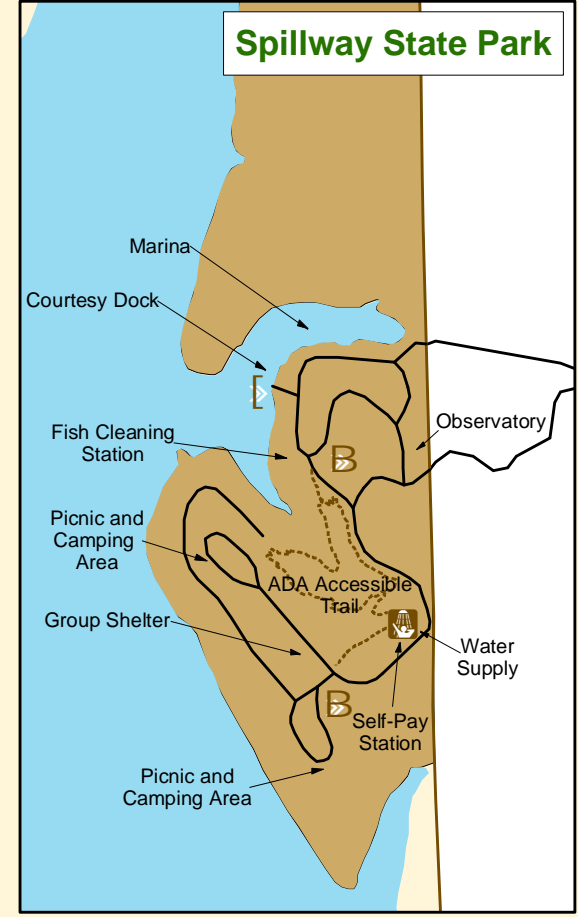 Spillway State Park
Marina
Courtesy Dock
[
Observatory
Fish Cleaning
Station
B
Picnic and
Camping
Area
ADA Accessible
Trail
Group Shelter
Water
Supply
B
Self-Pay
Station
Picnic and
Camping Area